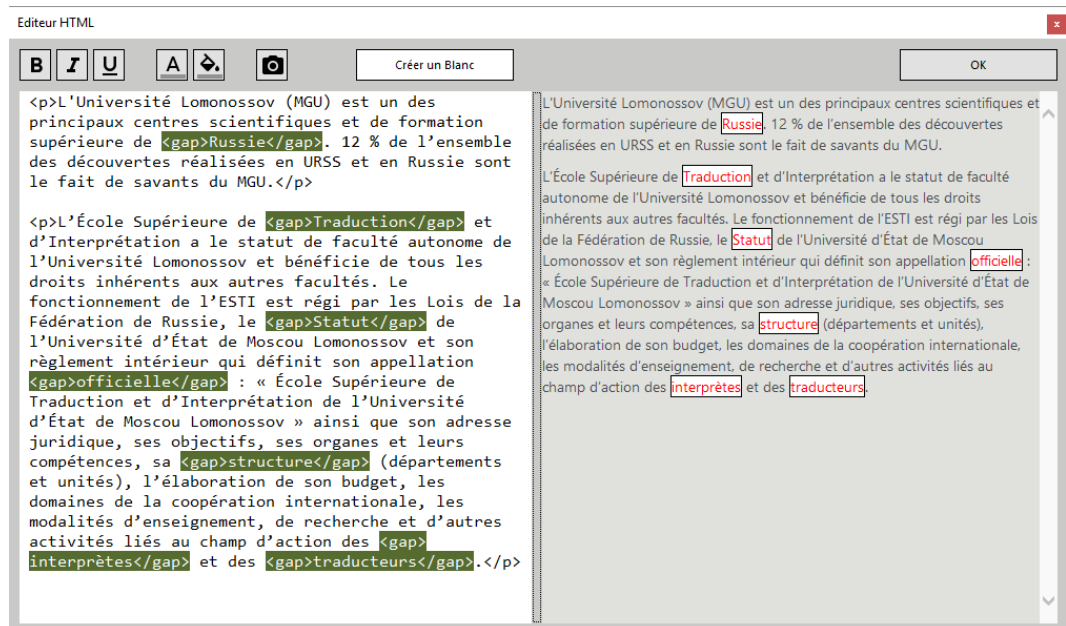 Editeur HTML
x
B I U A Créer un Blanc OK
<p>L'Université Lomonossov (MGU) est un des
principaux centres scientifiques et de formation
supérieure de <gap>Russie</gap>. 12 % de l’ensemble
des découvertes réalisées en URSS et en Russie sont
le fait de savants du MGU.</p>
<p>L’École Supérieure de <gap>Traduction</gap> et
d’Interprétation a le statut de faculté autonome de
l’Université Lomonossov et bénéficie de tous les
droits inhérents aux autres facultés. Le
fonctionnement de l’ESTI est régi par les Lois de la
Fédération de Russie, le <gap>Statut</gap> de
l’Université d’État de Moscou Lomonossov et son
règlement intérieur qui définit son appellation
<gap>officielle</gap> : « École Supérieure de
Traduction et d’Interprétation de l’Université
d’État de Moscou Lomonossov » ainsi que son adresse
juridique, ses objectifs, ses organes et leurs
compétences, sa <gap>structure</gap> (départements
et unités), l’élaboration de son budget, les
domaines de la coopération internationale, les
modalités d’enseignement, de recherche et d’autres
activités liés au champ d’action des <gap>
interprètes</gap> et des <gap>traducteurs</gap>.</p>
L'Université Lomonossov (MGU) est un des principaux centres scientifiques et
de formation supérieure de Russie. 12 % de l'ensemble des découvertes
réalisées en URSS et en Russie sont le fait de savants du MGU.
L'École Supérieure de Traduction et d'Interprétation a le statut de faculté
autonome de l'Université Lomonossov et bénéficie de tous les droits
inhérents aux autres facultés. Le fonctionnement de l'ESTI est régi par les Lois
de la Fédération de Russie, le Statut de l'Université d'État de Moscou
Lomonossov et son règlement intérieur qui définit son appellation officielle :
« École Supérieure de Traduction et d'Interprétation de l'Université d'État de
Moscou Lomonossov » ainsi que son adresse juridique, ses objectifs, ses
organes et leurs compétences, sa structure (départements et unités),
l'élaboration de son budget, les domaines de la coopération internationale,
les modalités d'enseignement, de recherche et d'autres activités liés au
champ d'action des interprètes et des traducteurs.